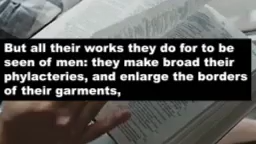 But all their works they do for to be
seen of men: they make broad their
phylacteries, and enlarge the borders
of their garments,